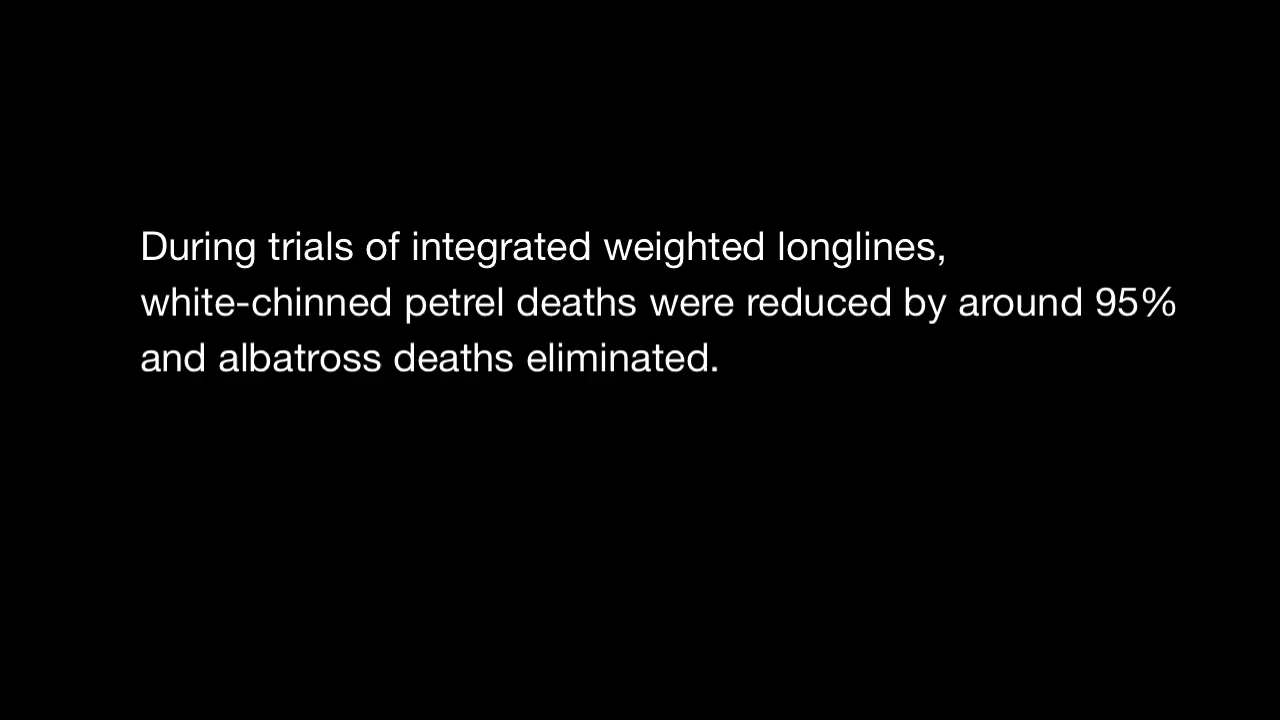 During trials of integrated weighted longlines,
white-chinned petrel deaths were reduced by around 95%
and albatross deaths eliminated.